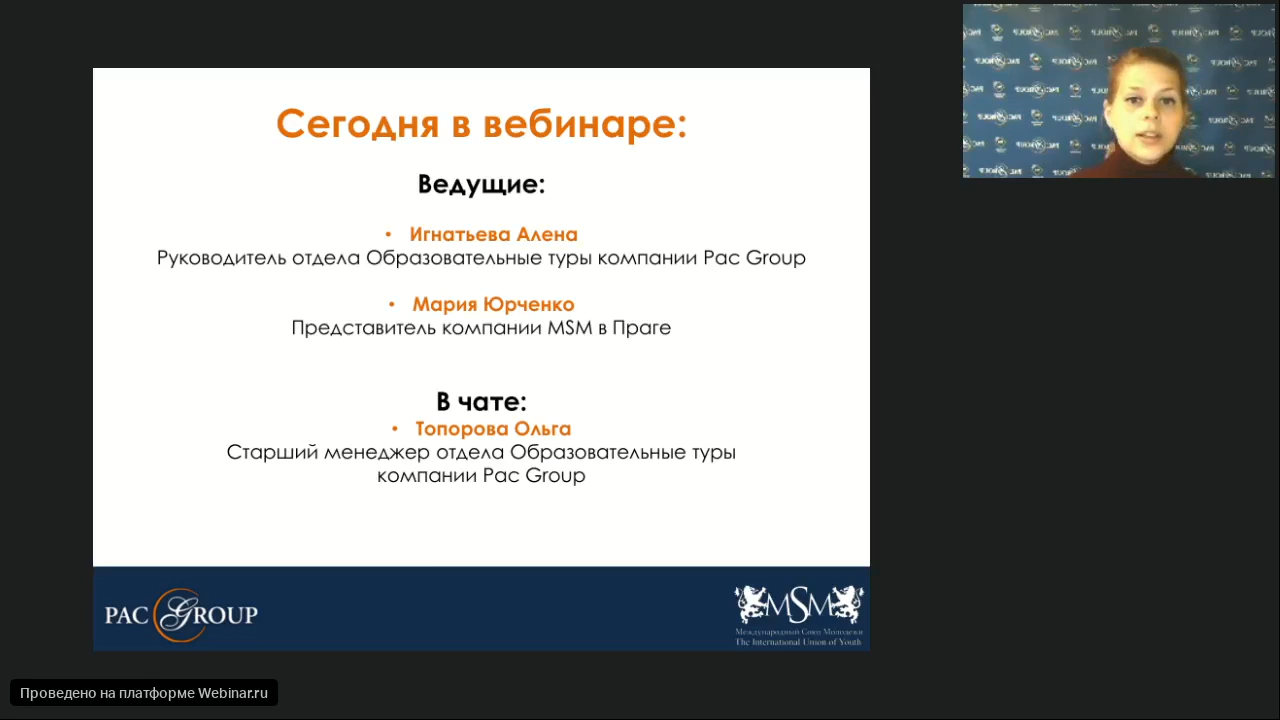 Сегодня в вебинаре:
Ведущие:
• Игнатьева Алена
Руководитель отдела Образовательные туры компании Pac Group
• Мария Юрченко
Представитель компании MSM в Праге
В чате:
• Топорова Ольга
Старший менеджер отдела Образовательные туры
компании Pac Group
PAC GROUP
MSM
Международный Союз Молодежи
The International Union of Youth
Проведено на платформе Webinar.ru